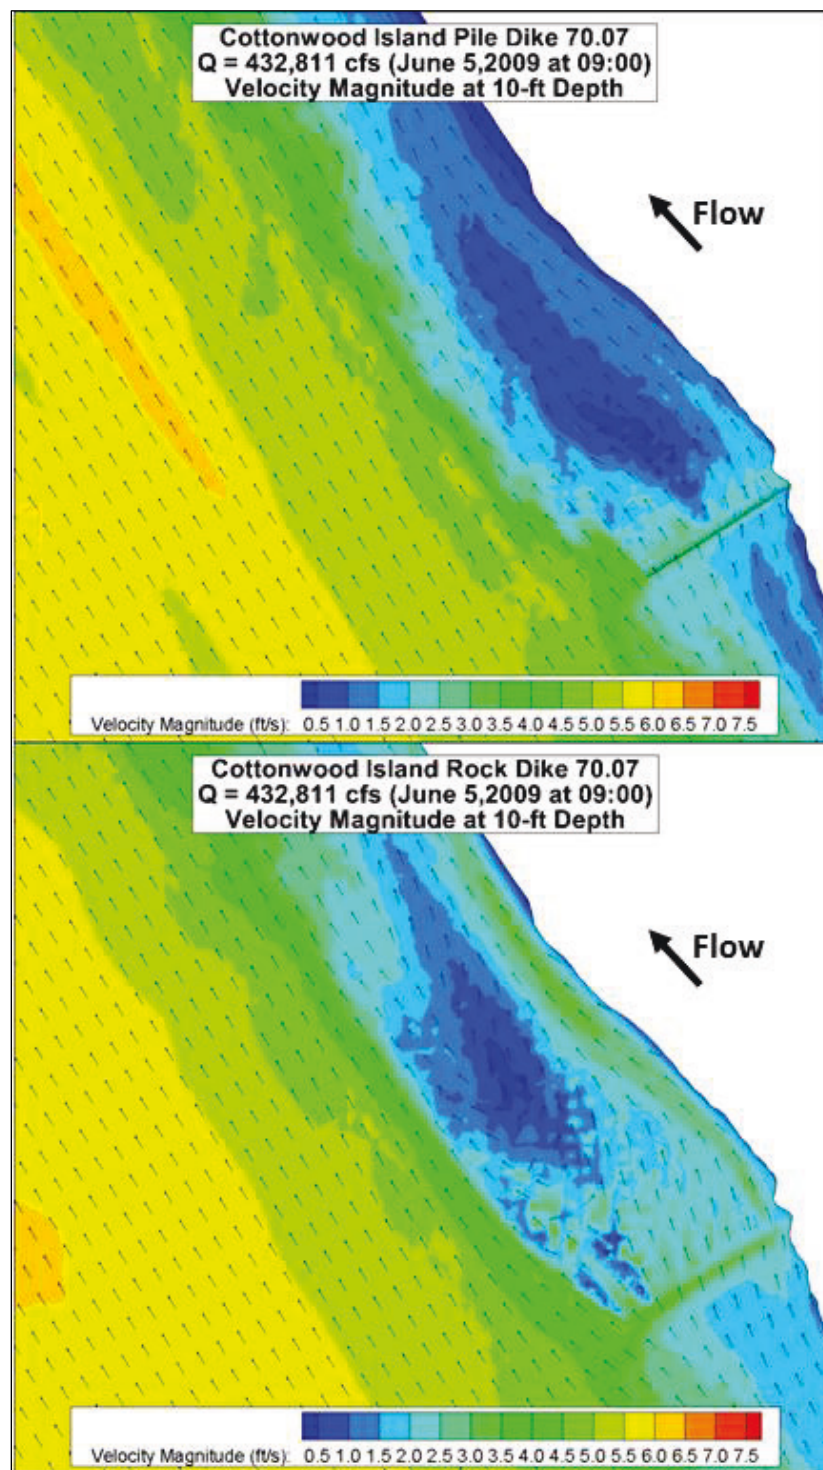 Cottonwood Island Pile Dike 70.07
Q = 432,811 cfs (June 5,2009 at 09:00)
Velocity Magnitude at 10-ft Depth
Flow
Velocity Magnitude (ft/s): 0.5 1.0 1.5 2.0 2.5 3.0 3.5 4.0 4.5 5.0 5.5 6.0 6.5 7.0 7.5
Cottonwood Island Rock Dike 70.07
Q = 432,811 cfs (June 5,2009 at 09:00)
Velocity Magnitude at 10-ft Depth
Flow
Velocity Magnitude (ft/s): 0.5 1.0 1.5 2.0 2.5 3.0 3.5 4.0 4.5 5.0 5.5 6.0 6.5 7.0 7.5